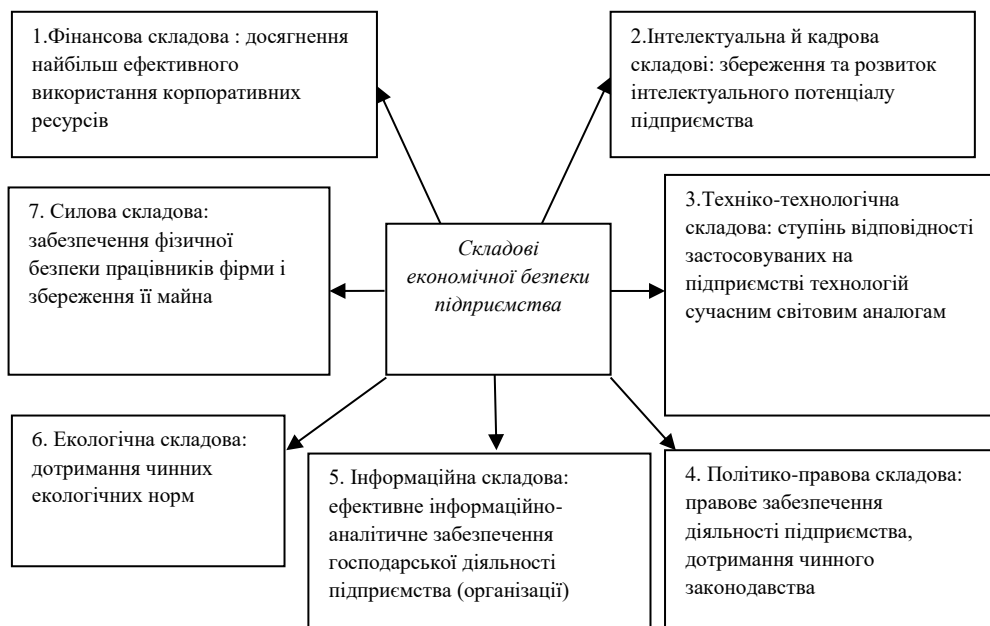 1.Фінансова складова : досягнення
найбільш ефективного
використання корпоративних
ресурсів
2.Інтелектуальна й кадрова
складові: збереження та розвиток
інтелектуального потенціалу
підприємства
7. Силова складова:
забезпечення фізичної
безпеки працівників фірми і
збереження її майна
Складові
економічної безпеки
підприємства
3.Техніко-технологічна
складова: ступінь відповідності
застосовуваних на
підприємстві технологій
сучасним світовим аналогам
6. Екологічна складова:
дотримання чинних
екологічних норм
5. Інформаційна складова:
ефективне інформаційно-
аналітичне забезпечення
господарської діяльності
підприємства (організації)
4. Політико-правова складова:
правове забезпечення
діяльності підприємства,
дотримання чинного
законодавства